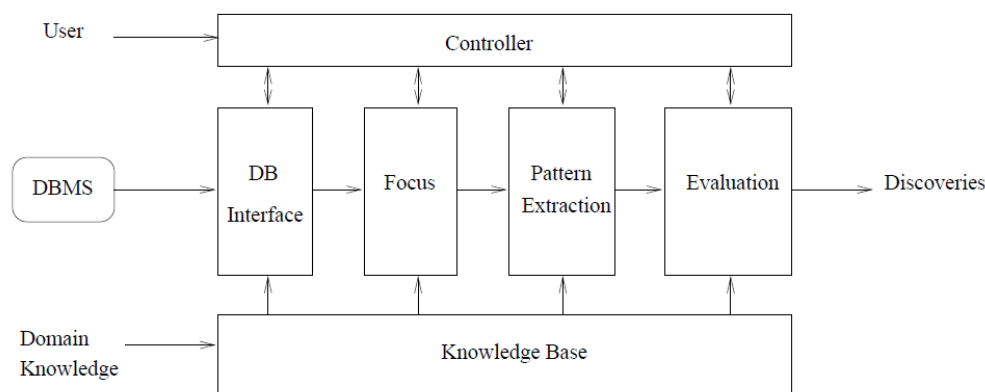 User
Controller
DBMS
DB
Interface
Focus
Pattern
Extraction
Evaluation
Discoveries
Domain
Knowledge
Knowledge Base